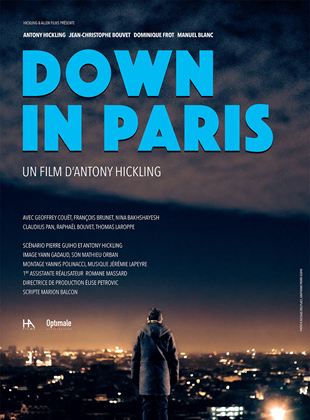 HICKLING & ALLEN FILMS PRÉSENTE
ANTONY HICKLING JEAN-CHRISTOPHE BOUVET DOMINIQUE FROT MANUEL BLANC
DOWN
IN PARIS
UN FILM D'ANTONY HICKLING
AVEC GEOFFREY COUËT, FRANÇOIS BRUNET, NINA BAKHSHAYESH
CLAUDIUS PAN, RAPHAËL BOUVET, THOMAS LAROPPE
SCÉNARIO PIERRE GUIHO ET ANTONY HICKLING
IMAGE YANN GADAUD, SON MATHIEU ORBAN
MONTAGE YANNIS POLINACCI, MUSIQUE JÉRÉMIE LAPEYRE
1RE ASSISTANTE RÉALISATEUR ROMANE MASSARD
DIRECTRICE DE PRODUCTION ÉLISE PETROVIC
SCRIPTE MARION BALCON
HA
Optimale